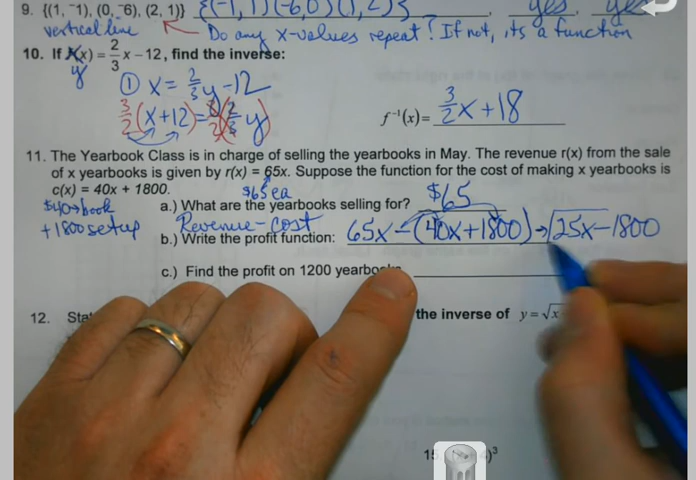 9. {(1, ⁻1), (0, ⁻6), (2, 1)} {(-1, 1)(-6,0)(1,2)} yes yes
vertical line Do any x-values repeat? If not, its a function
10. If f(x) = 2/3 x − 12, find the inverse:
y
① x = 2/3 y - 12
3/2 (x+12) = 3/2 (2/3 y)
f⁻¹(x) = 3/2 x + 18
11. The Yearbook Class is in charge of selling the yearbooks in May. The revenue r(x) from the sale
of x yearbooks is given by r(x) = 65x. Suppose the function for the cost of making x yearbooks is
c(x) = 40x + 1800.
$65 ea
$40→book
+1800 setup
a.) What are the yearbooks selling for? $65
Revenue - cost
b.) Write the profit function: 65x - (40x+1800) → 25x - 1800
c.) Find the profit on 1200
12. the inverse of y = √x
)³